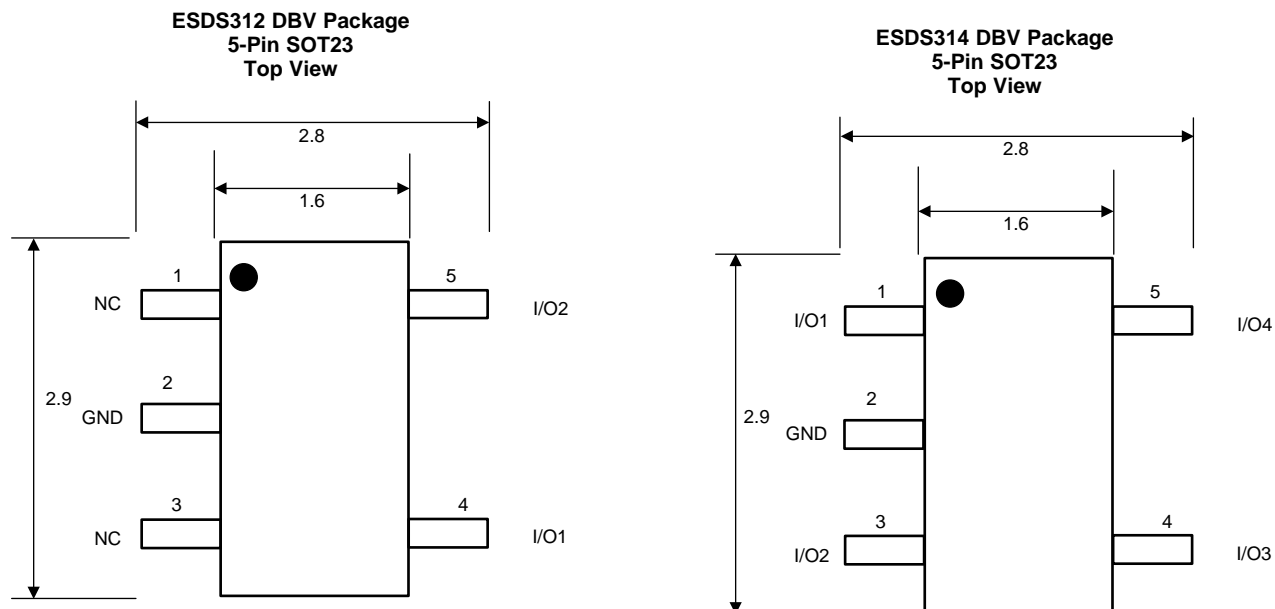 ESDS312 DBV Package
5-Pin SOT23
Top View
2.8
1.6
1
5
NC
I/O2
2
2.9
GND
3
4
NC
I/O1
ESDS314 DBV Package
5-Pin SOT23
Top View
2.8
1.6
1
5
I/O1
I/O4
2
2.9
GND
3
4
I/O2
I/O3